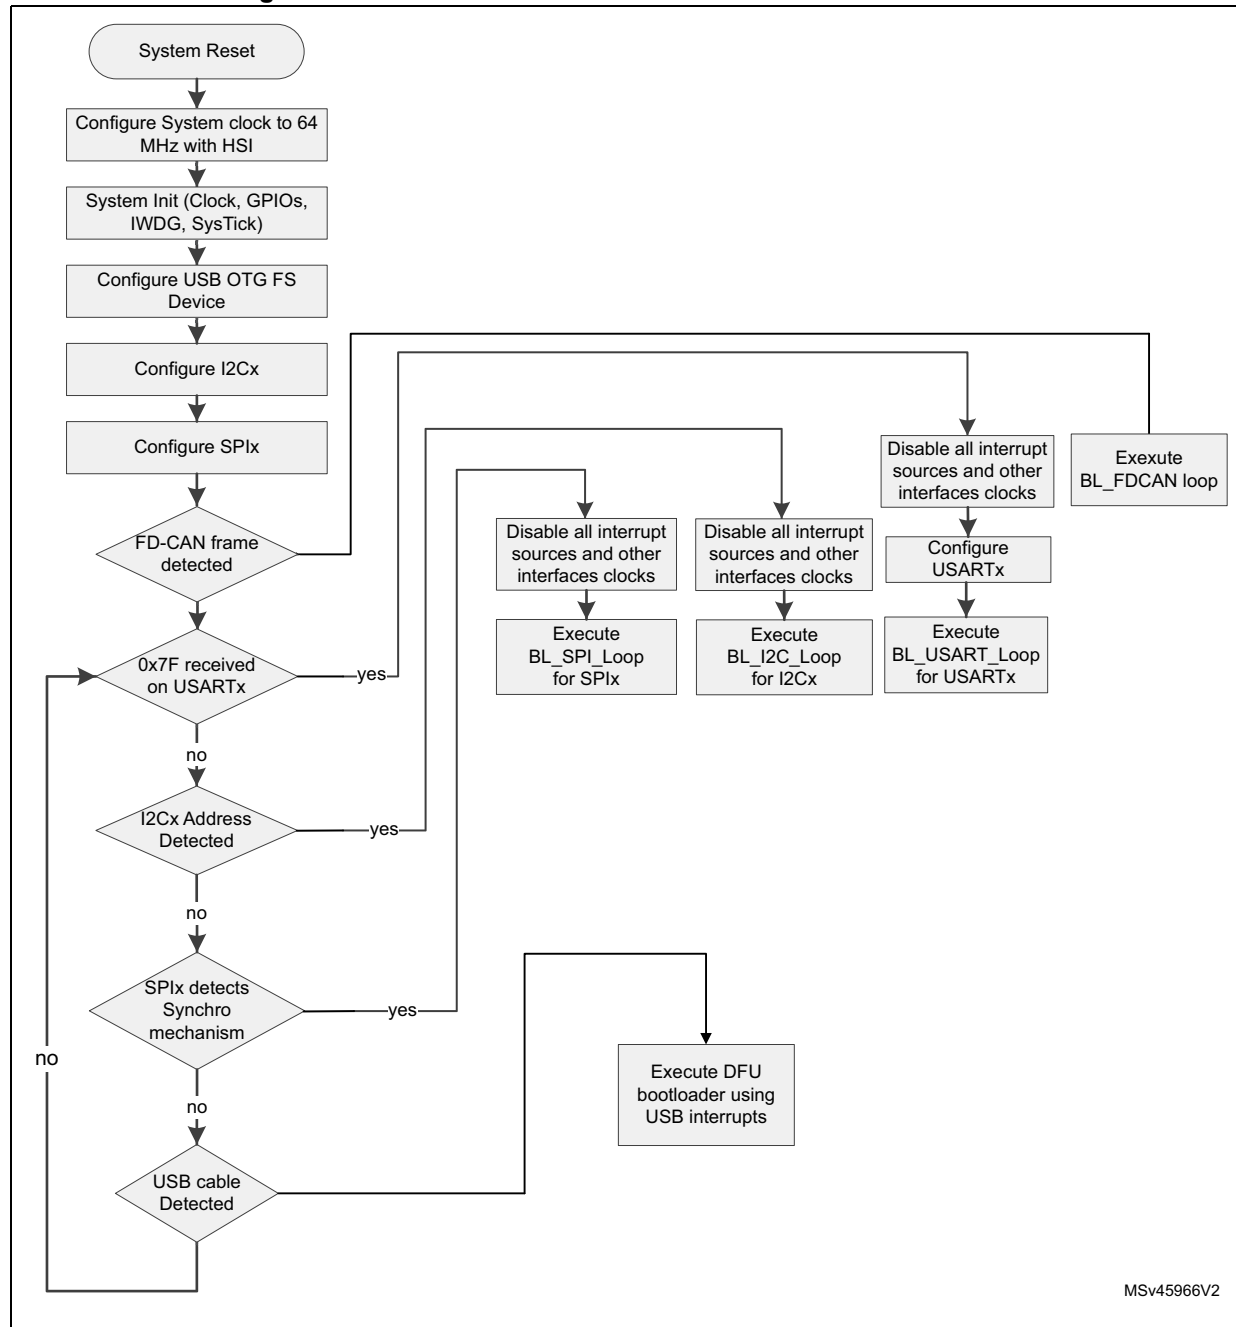 System Reset
Configure System clock to 64
MHz with HSI
System Init (Clock, GPIOs,
IWDG, SysTick)
Configure USB OTG FS
Device
Configure I2Cx
Configure SPIx
FD-CAN frame
detected
0x7F received
on USARTx
yes
no
I2Cx Address
Detected
yes
no
SPIx detects
Synchro
mechanism
yes
no
USB cable
Detected
no
Disable all interrupt
sources and other
interfaces clocks
Execute
BL_SPI_Loop
for SPIx
Disable all interrupt
sources and other
interfaces clocks
Execute
BL_I2C_Loop
for I2Cx
Disable all interrupt
sources and other
interfaces clocks
Configure
USARTx
Execute
BL_USART_Loop
for USARTx
Exexute
BL_FDCAN loop
Execute DFU
bootloader using
USB interrupts
MSv45966V2